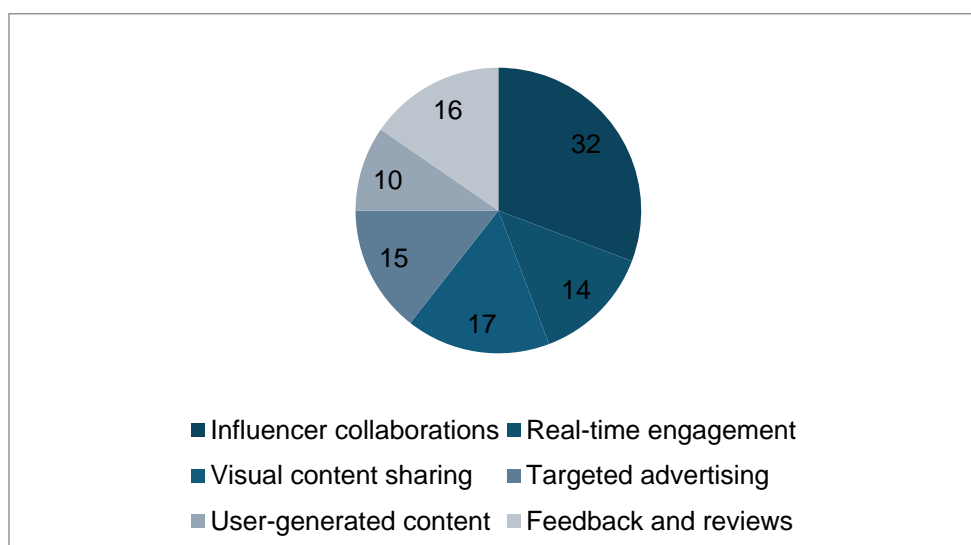 16
32
10
15
14
17
Influencer collaborations Real-time engagement
Visual content sharing Targeted advertising
User-generated content Feedback and reviews